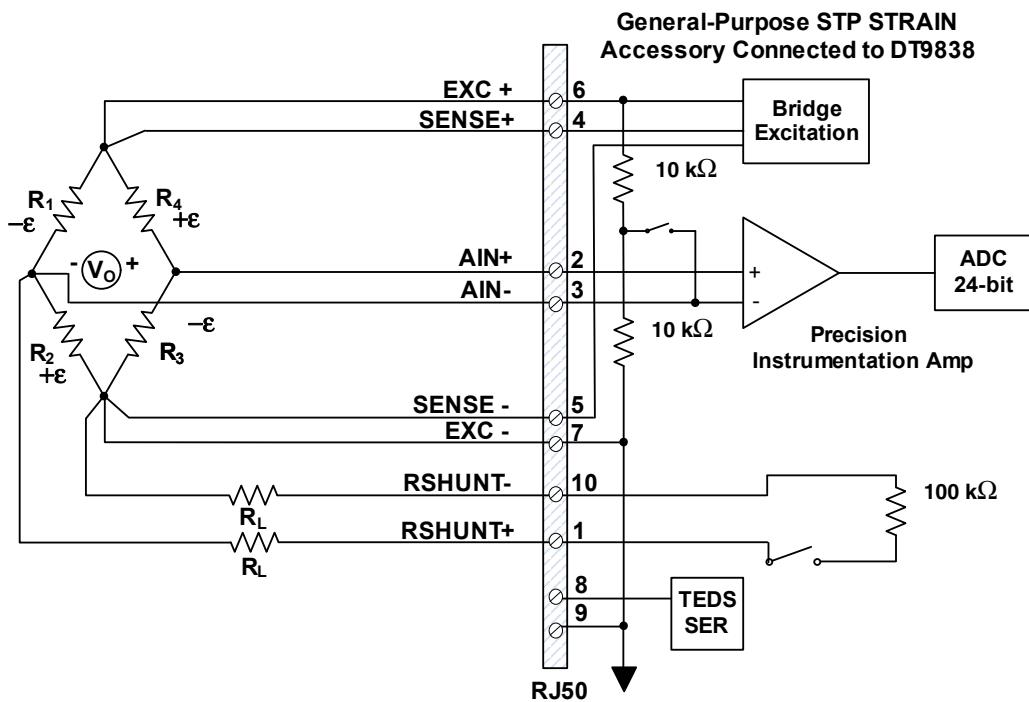 General-Purpose STP STRAIN
Accessory Connected to DT9838
EXC + 6
SENSE+ 4
Bridge
Excitation
10 kΩ
R1
−ε
R4
+ε
- VO +
AIN+ 2
AIN- 3
+
-
ADC
24-bit
10 kΩ
Precision
Instrumentation Amp
R2
+ε
−ε
R3
SENSE - 5
EXC - 7
RSHUNT- 10
RL
100 kΩ
RSHUNT+ 1
RL
8
9
TEDS
SER
RJ50